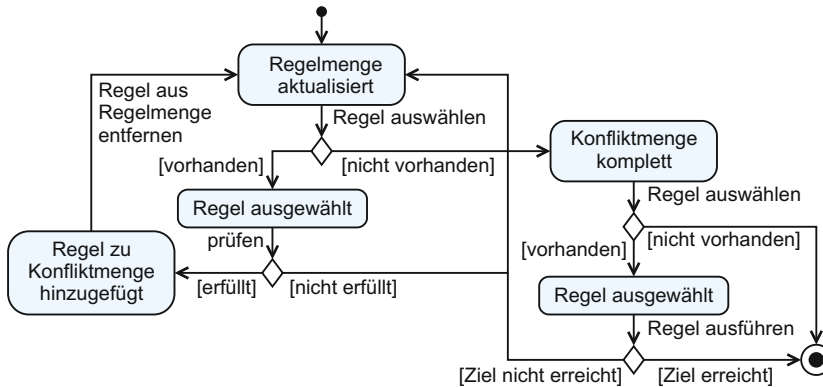 Regelmenge
aktualisiert
Regel aus
Regelmenge
entfernen
Regel auswählen
[vorhanden]
[nicht vorhanden]
Konfliktmenge
komplett
Regel ausgewählt
Regel auswählen
prüfen
[vorhanden]
[nicht vorhanden]
Regel zu
Konfliktmenge
hinzugefügt
[erfüllt]
[nicht erfüllt]
Regel ausgewählt
Regel ausführen
[Ziel nicht erreicht]
[Ziel erreicht]